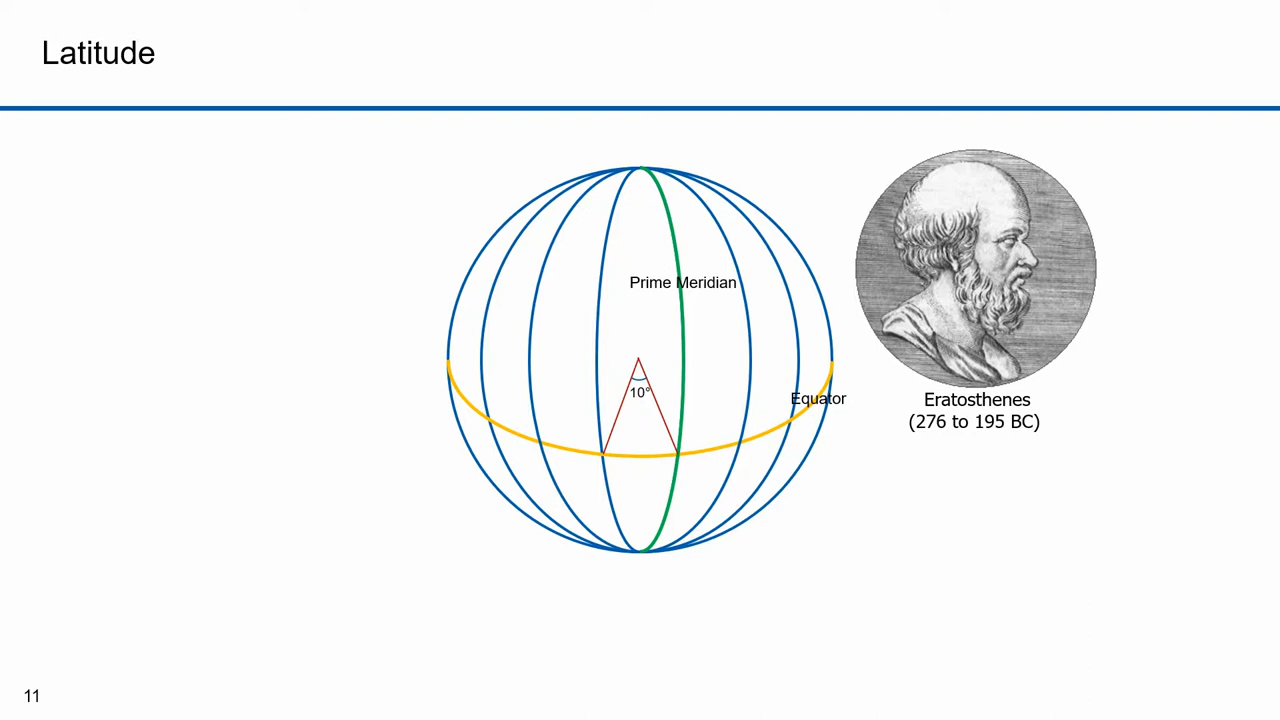 Latitude
Prime Meridian
10°
Equator
Eratosthenes
(276 to 195 BC)
11